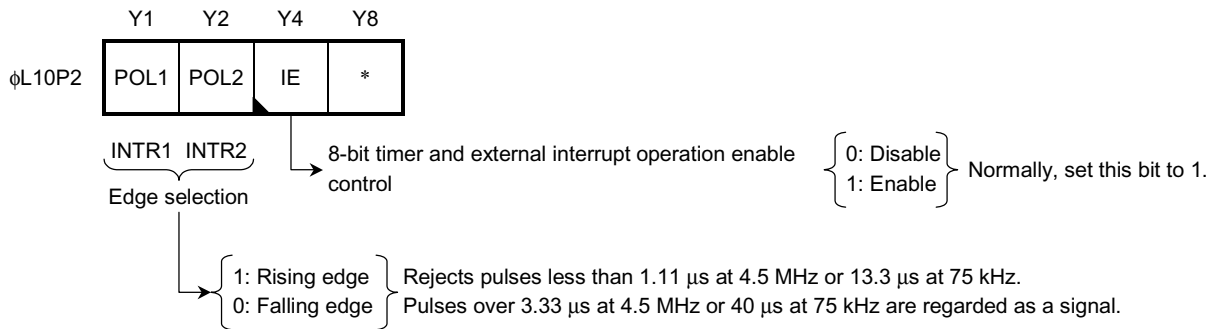 Y1 Y2 Y4 Y8
ϕL10P2 POL1 POL2 IE *
INTR1 INTR2
Edge selection
8-bit timer and external interrupt operation enable
control
0: Disable
1: Enable
Normally, set this bit to 1.
1: Rising edge Rejects pulses less than 1.11 μs at 4.5 MHz or 13.3 μs at 75 kHz.
0: Falling edge Pulses over 3.33 μs at 4.5 MHz or 40 μs at 75 kHz are regarded as a signal.